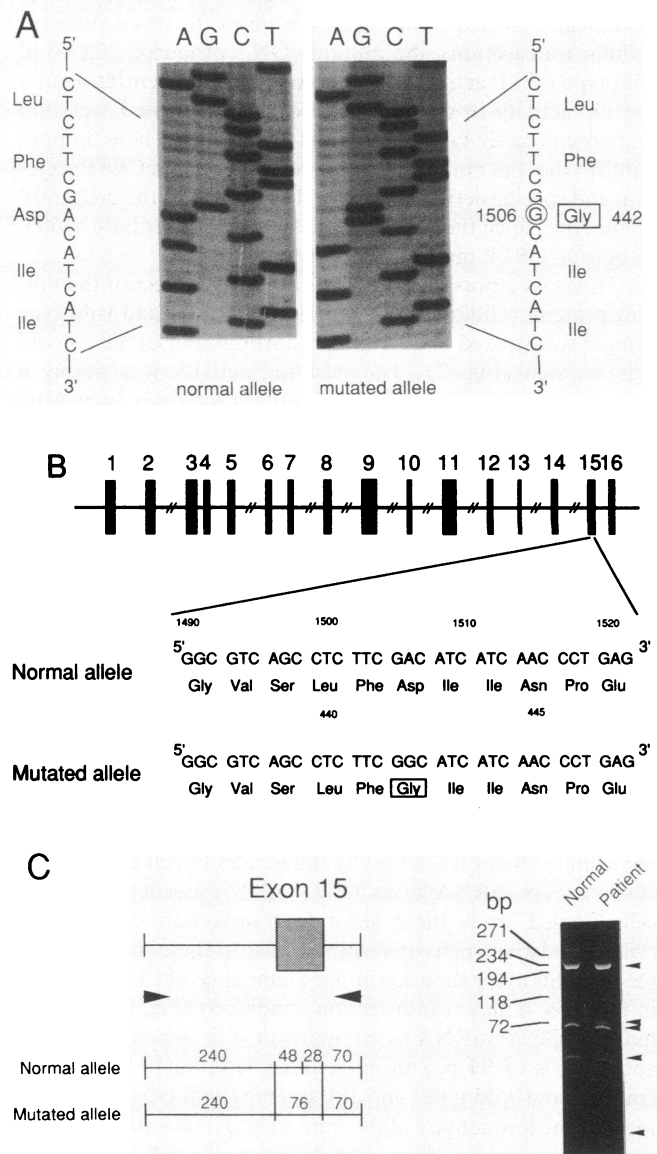 A
A G C T
A G C T
5'
C
T
C
T
T
C
G
A
C
A
T
C
A
T
C
3'
Leu
Phe
Asp
Ile
Ile
normal allele
mutated allele
5'
C
T
C
T
T
C
G
G
C
A
T
C
A
T
C
3'
Leu
Phe
1506 Gly 442
Ile
Ile
B
1 2 3 4 5 6 7 8 9 10 11 12 13 14 15 16
1490 1500 1510 1520
Normal allele 5' GGC GTC AGC CTC TTC GAC ATC ATC AAC CCT GAG 3'
Gly Val Ser Leu Phe Asp Ile Ile Asn Pro Glu
440 445
Mutated allele 5' GGC GTC AGC CTC TTC GGC ATC ATC AAC CCT GAG 3'
Gly Val Ser Leu Phe Gly Ile Ile Asn Pro Glu
C
Exon 15
Normal allele 240 48 28 70
Mutated allele 240 76 70
bp Normal Patient
271
234
194
118
72